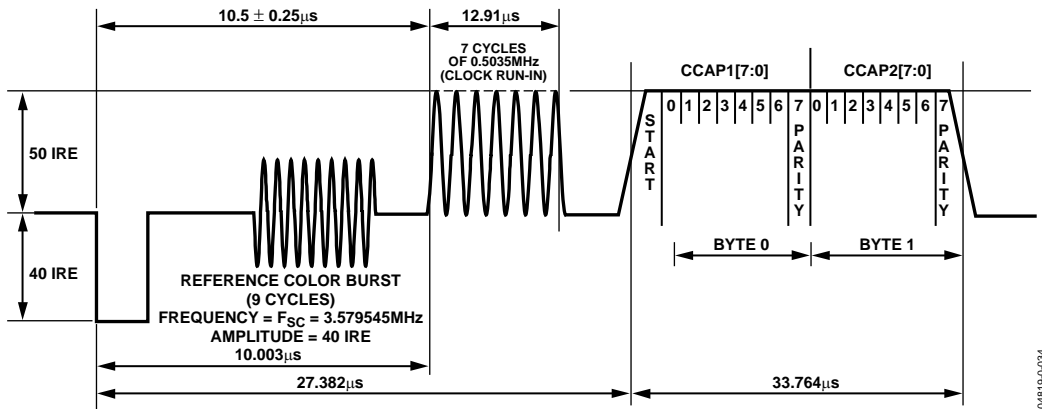 10.5 ± 0.25μs
12.91μs
7 CYCLES
OF 0.5035MHz
(CLOCK RUN-IN)
CCAP1[7:0]
CCAP2[7:0]
0 1 2 3 4 5 6 7 0 1 2 3 4 5 6 7
START
PARITY
PARITY
50 IRE
40 IRE
BYTE 0
BYTE 1
REFERENCE COLOR BURST
(9 CYCLES)
FREQUENCY = FSC = 3.579545MHz
AMPLITUDE = 40 IRE
10.003μs
27.382μs
33.764μs
04819-0-034